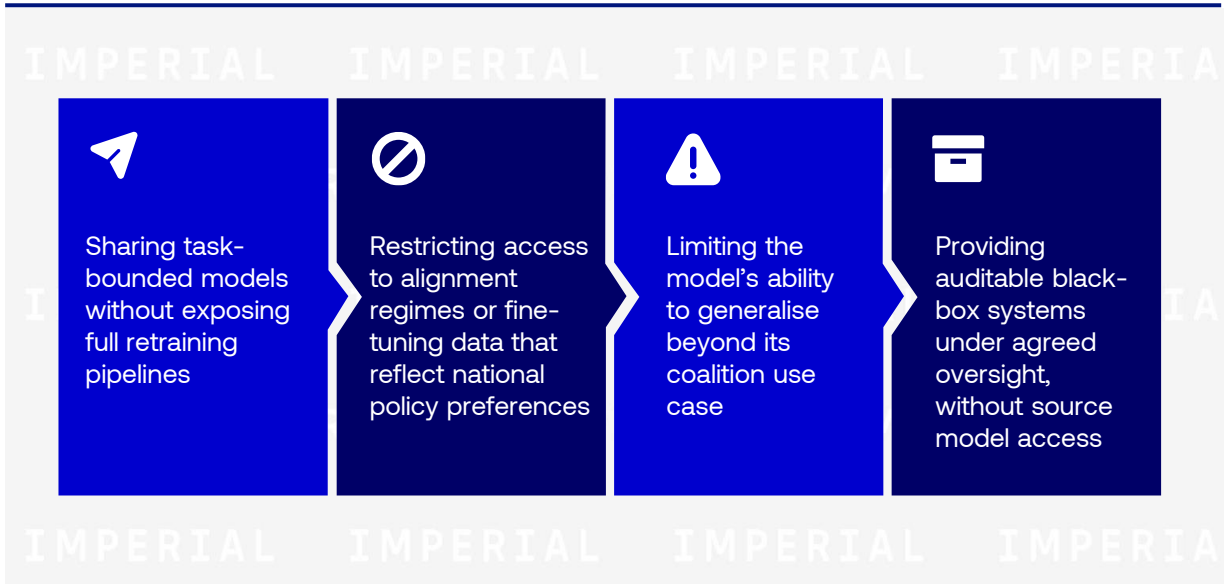 IMPERIAL IMPERIAL IMPERIAL IMPERIA
Sharing task-
bounded models
without exposing
full retraining
pipelines
Restricting access
to alignment
regimes or fine-
tuning data that
reflect national
policy preferences
Limiting the
model's ability
to generalise
beyond its
coalition use
case
Providing
auditable black-
box systems
under agreed
oversight,
without source
model access
I
IA
IMPERIAL IMPERIAL IMPERIAL IMPERIA